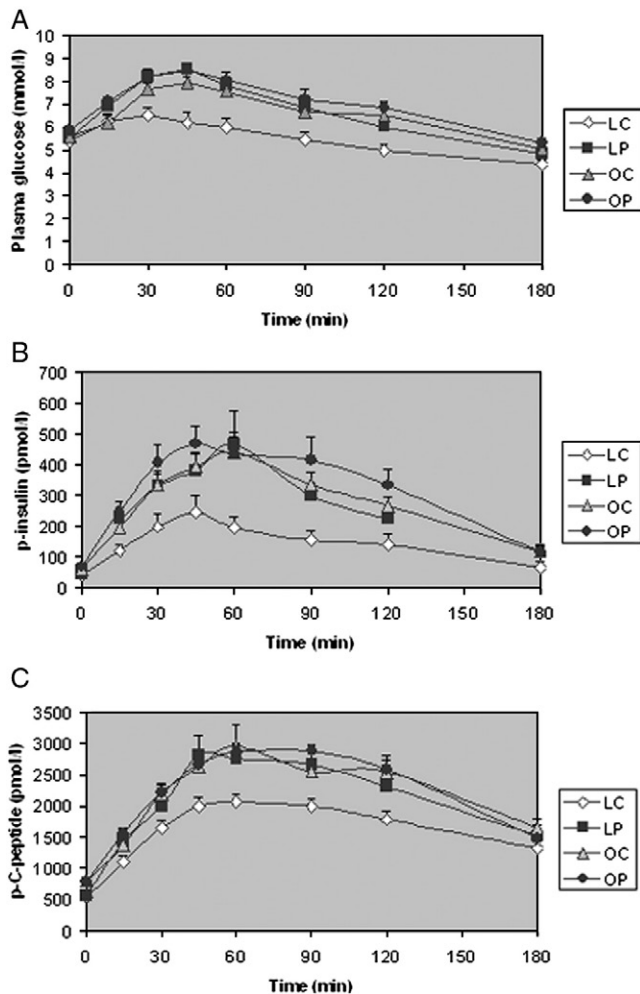 A
Plasma glucose (mmol/l)
10
9
8
7
6
5
4
3
2
1
0
0 30 60 90 120 150 180
Time (min)
LC
LP
OC
OP
B
p-insulin (pmol/l)
700
600
500
400
300
200
100
0
0 30 60 90 120 150 180
Time (min)
LC
LP
OC
OP
C
p-C-peptide (pmol/l)
3500
3000
2500
2000
1500
1000
500
0
0 30 60 90 120 150 180
Time (min)
LC
LP
OC
OP